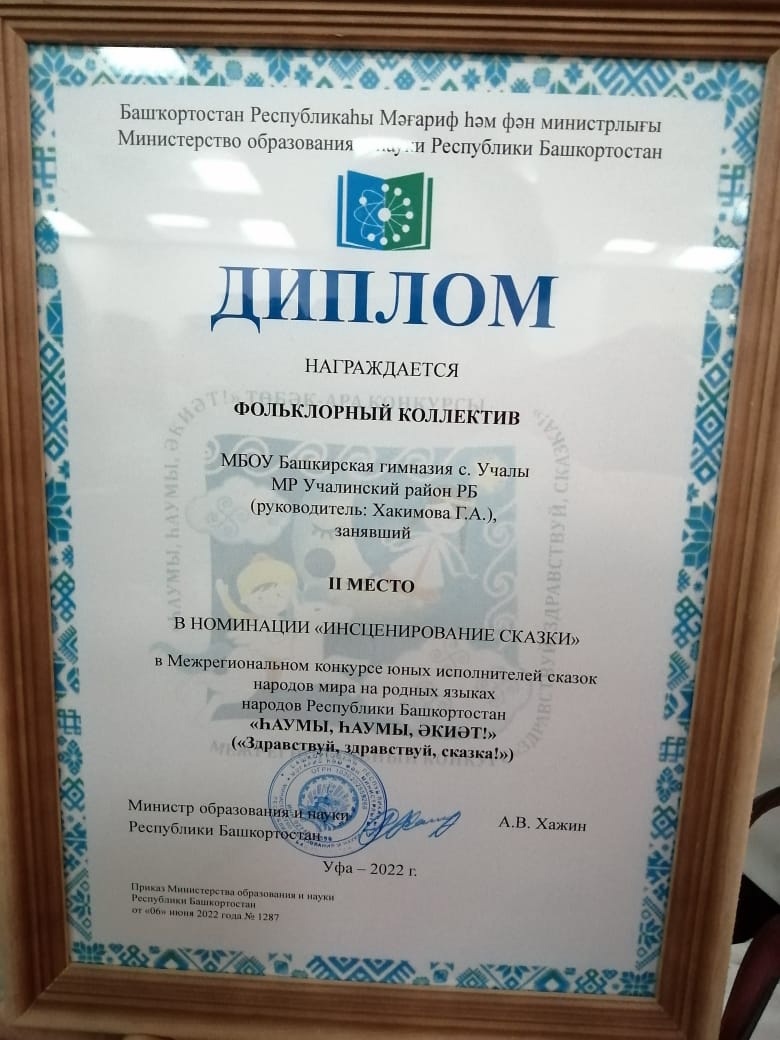 Башҡортостан Республикаһы Мәғариф һәм фән министрлығы
Министерство образования и науки Республики Башкортостан
ДИПЛОМ
НАГРАЖДАЕТСЯ
ФОЛЬКЛОРНЫЙ КОЛЛЕКТИВ
МБОУ Башкирская гимназия с. Учалы
МР Учалинский район РБ
(руководитель: Хакимова Г.А.),
занявший
II МЕСТО
В НОМИНАЦИИ «ИНСЦЕНИРОВАНИЕ СКАЗКИ»
в Межрегиональном конкурсе юных исполнителей сказок
народов мира на родных языках
народов Республики Башкортостан
«ҺАУМЫ, ҺАУМЫ, ӘКИӘТ!»
(«Здравствуй, здравствуй, сказка!»)
Министр образования и науки
Республики Башкортостан
А.В. Хажин
Уфа – 2022 г.
Приказ Министерства образования и науки
Республики Башкортостан
от «06» июня 2022 года № 1287